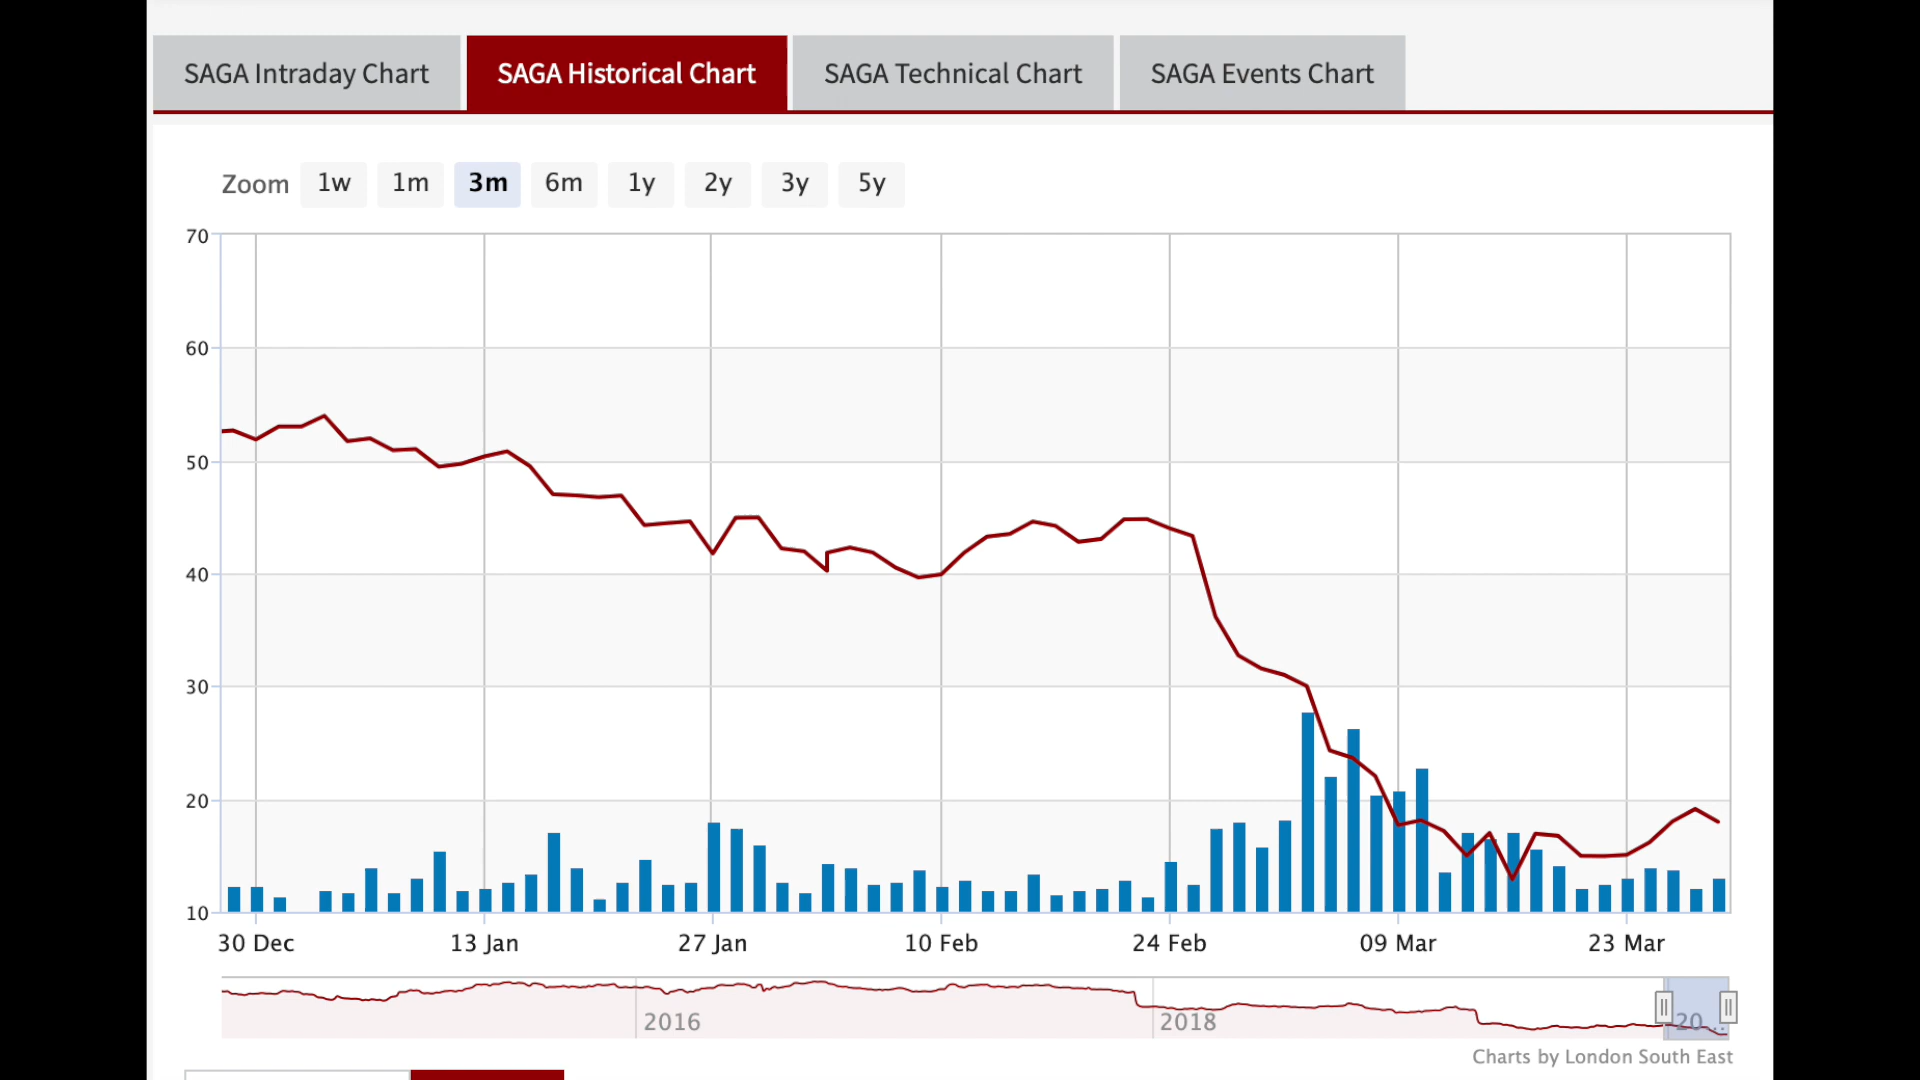 SAGA Intraday Chart SAGA Historical Chart SAGA Technical Chart SAGA Events Chart
Zoom 1w 1m 3m 6m 1y 2y 3y 5y
70
60
50
40
30
20
10
30 Dec 13 Jan 27 Jan 10 Feb 24 Feb 09 Mar 23 Mar
2016 2018 20 ...
Charts by London South East